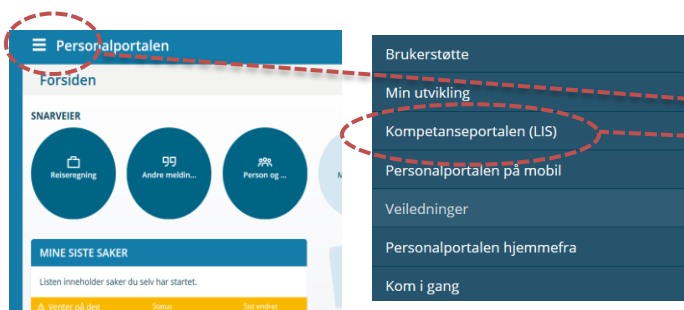 Personalportalen
Forsiden
SNARVEIER
Reiseregning
Andre meldin...
Person og ...
M
MINE SISTE SAKER
Listen inneholder saker du selv har startet.
Venter på deg Status Sist endret
Brukerstøtte
Min utvikling
Kompetanseportalen (LIS)
Personalportalen på mobil
Veiledninger
Personalportalen hjemmefra
Kom i gang